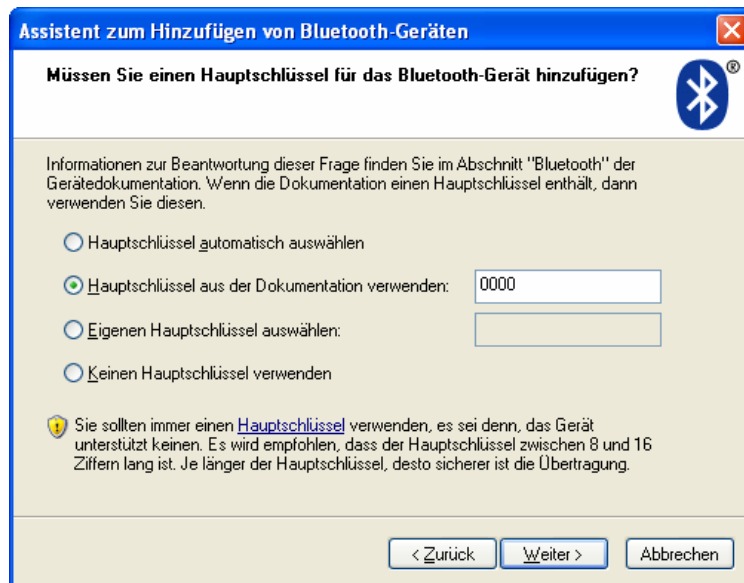 Assistent zum Hinzufügen von Bluetooth-Geräten
Müssen Sie einen Hauptschlüssel für das Bluetooth-Gerät hinzufügen?
®
Informationen zur Beantwortung dieser Frage finden Sie im Abschnitt "Bluetooth" der
Gerätedokumentation. Wenn die Dokumentation einen Hauptschlüssel enthält, dann
verwenden Sie diesen.
Hauptschlüssel automatisch auswählen
Hauptschlüssel aus der Dokumentation verwenden: 0000
Eigenen Hauptschlüssel auswählen:
Keinen Hauptschlüssel verwenden
Sie sollten immer einen Hauptschlüssel verwenden, es sei denn, das Gerät
unterstützt keinen. Es wird empfohlen, dass der Hauptschlüssel zwischen 8 und 16
Ziffern lang ist. Je länger der Hauptschlüssel, desto sicherer ist die Übertragung.
< Zurück Weiter > Abbrechen